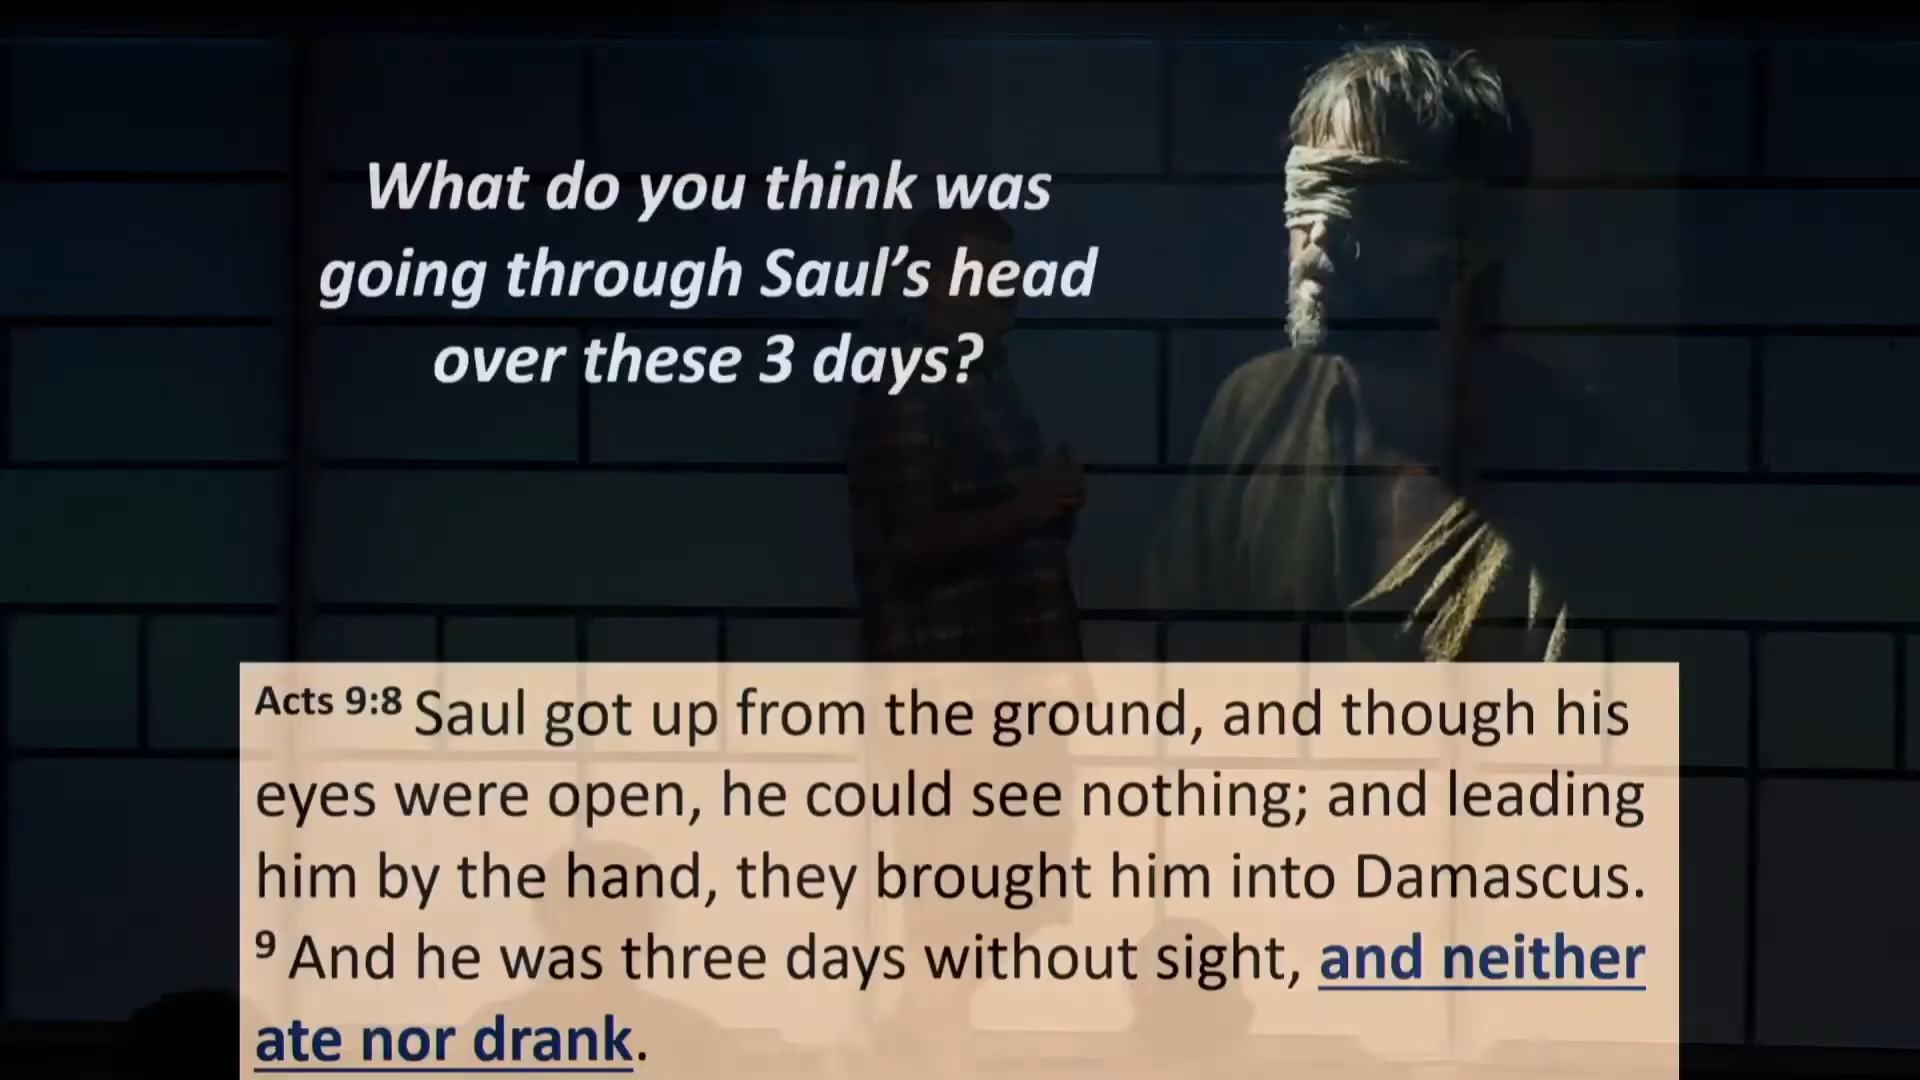 What do you think was
going through Saul's head
over these 3 days?
Acts 9:8 Saul got up from the ground, and though his
eyes were open, he could see nothing; and leading
him by the hand, they brought him into Damascus.
9 And he was three days without sight, and neither
ate nor drank.